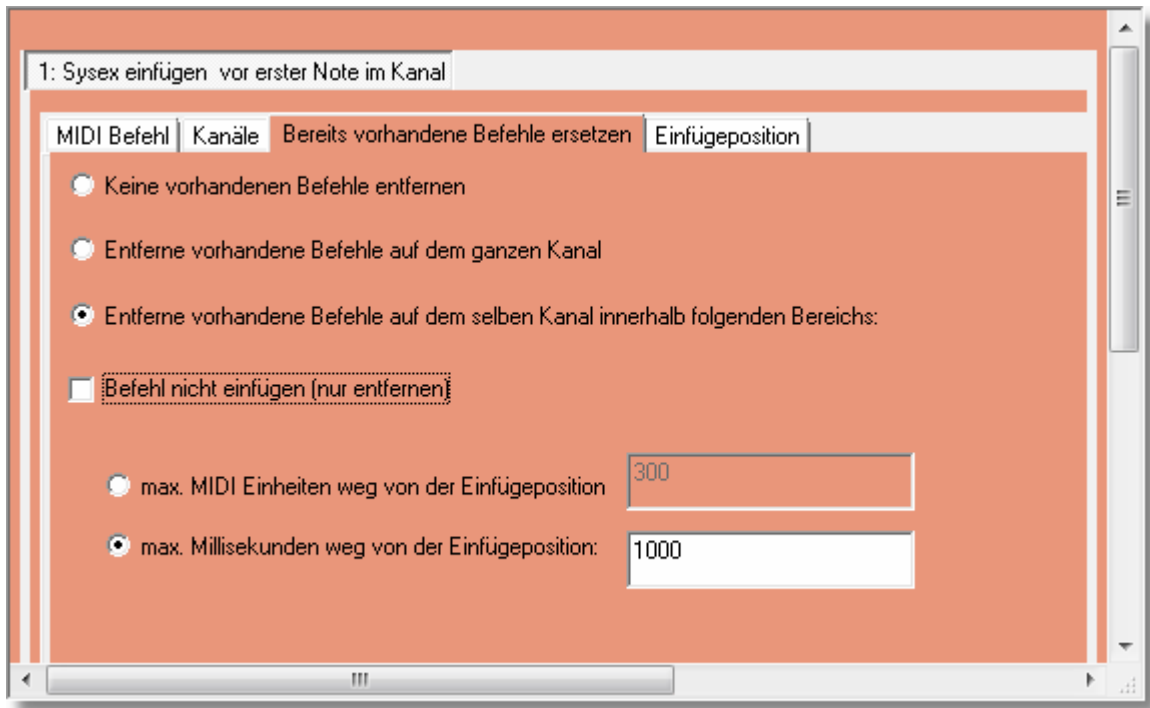 1: Sysex einfügen vor erster Note im Kanal
MIDI Befehl Kanäle Bereits vorhandene Befehle ersetzen Einfügeposition
Keine vorhandenen Befehle entfernen
Entferne vorhandene Befehle auf dem ganzen Kanal
Entferne vorhandene Befehle auf dem selben Kanal innerhalb folgenden Bereichs:
Befehl nicht einfügen (nur entfernen)
max. MIDI Einheiten weg von der Einfügeposition 300
max. Millisekunden weg von der Einfügeposition: 1000